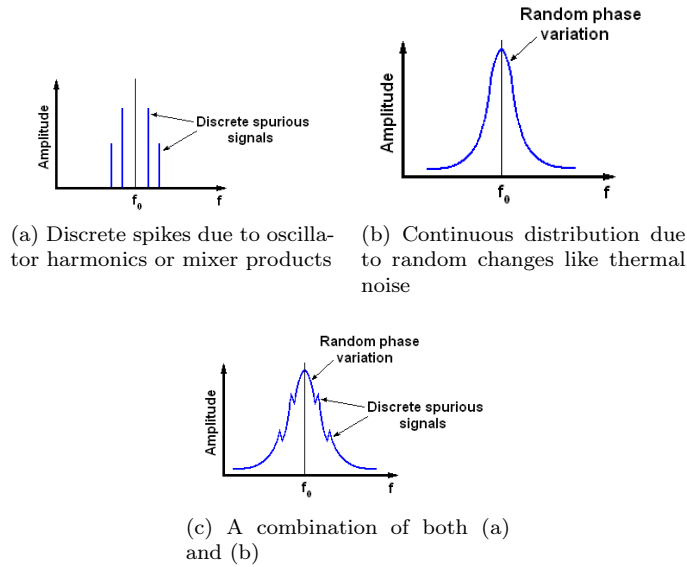 Amplitude
Discrete spurious
signals
f0
f
(a) Discrete spikes due to oscilla-
tor harmonics or mixer products
Random phase
variation
Amplitude
f0
f
(b) Continuous distribution due
to random changes like thermal
noise
Random phase
variation
Amplitude
Discrete spurious
signals
f0
f
(c) A combination of both (a)
and (b)